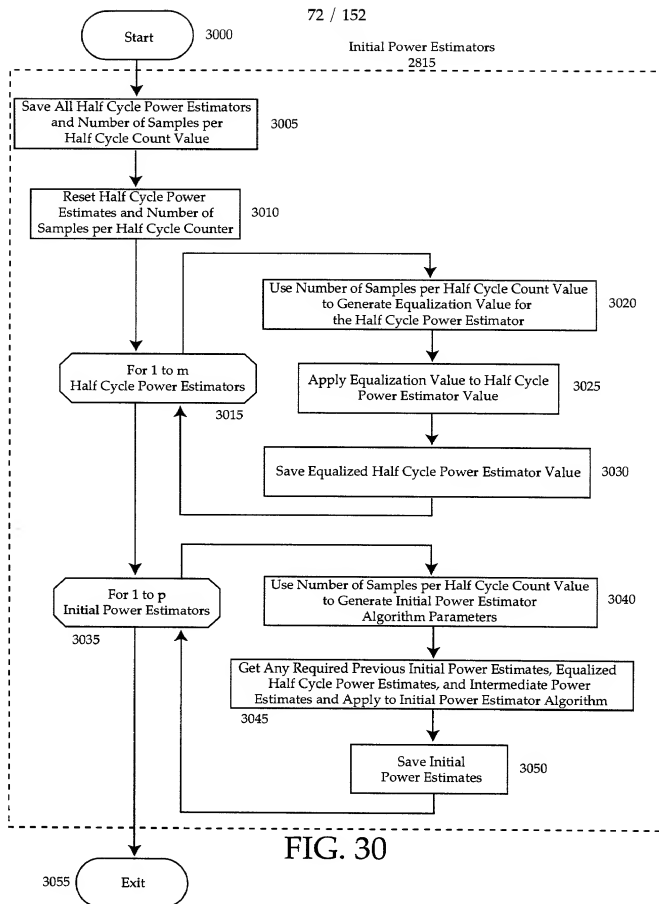 72 / 152
Start
3000
Initial Power Estimators
2815
Save All Half Cycle Power Estimators
and Number of Samples per
Half Cycle Count Value
3005
Reset Half Cycle Power
Estimates and Number of
Samples per Half Cycle Counter
3010
Use Number of Samples per Half Cycle Count Value
to Generate Equalization Value for
the Half Cycle Power Estimator
3020
For 1 to m
Half Cycle Power Estimators
3015
Apply Equalization Value to Half Cycle
Power Estimator Value
3025
Save Equalized Half Cycle Power Estimator Value
3030
For 1 to p
Initial Power Estimators
3035
Use Number of Samples per Half Cycle Count Value
to Generate Initial Power Estimator
Algorithm Parameters
3040
Get Any Required Previous Initial Power Estimates, Equalized
Half Cycle Power Estimates, and Intermediate Power
Estimates and Apply to Initial Power Estimator Algorithm
3045
Save Initial
Power Estimates
3050
FIG. 30
3055
Exit